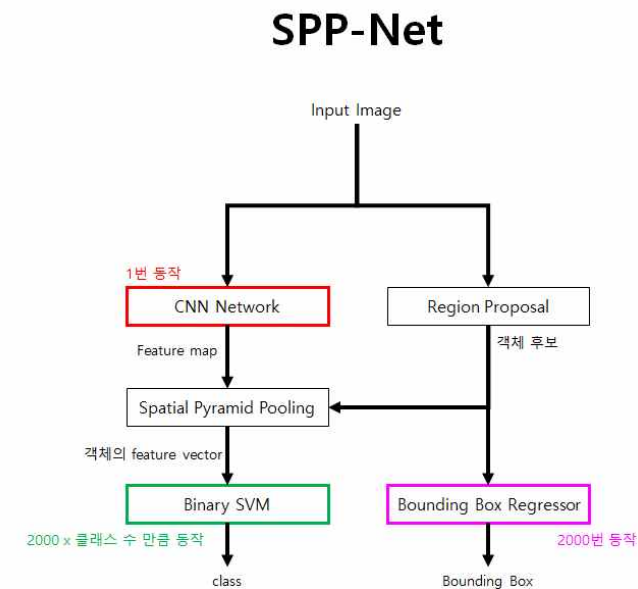 SPP-Net
Input Image
1번 동작
CNN Network
Region Proposal
Feature map
객체 후보
Spatial Pyramid Pooling
객체의 feature vector
Binary SVM
Bounding Box Regressor
2000 x 클래스 수 만큼 동작
2000번 동작
class
Bounding Box